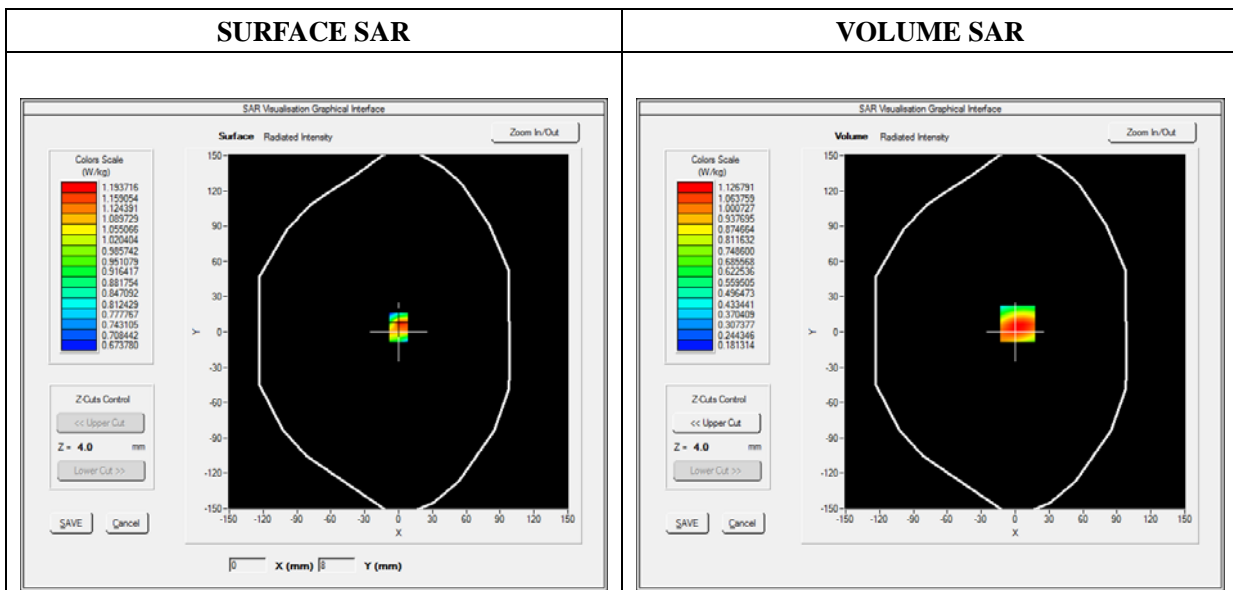 SURFACE SAR
VOLUME SAR
SAR Visualisation Graphical Interface
Surface Radiated Intensity
Zoom In/Out
Colors Scale
(W/kg)
1.193716
1.159054
1.124391
1.089729
1.055066
1.020404
0.985742
0.951079
0.916417
0.881754
0.847092
0.812429
0.777767
0.743105
0.708442
0.673780
Z-Cuts Control
<< Upper Cut
Z = 4.0 mm
Lower Cut >>
SAVE Cancel
150
120
90
60
30
0
-30
-60
-90
-120
-150
Y
-150 -120 -90 -60 -30 0 30 60 90 120 150
X
0 X (mm) 8 Y (mm)
SAR Visualisation Graphical Interface
Volume Radiated Intensity
Zoom In/Out
Colors Scale
(W/kg)
1.126791
1.063759
1.000727
0.937695
0.874664
0.811632
0.748600
0.685568
0.622536
0.559505
0.496473
0.433441
0.370409
0.307377
0.244346
0.181314
Z-Cuts Control
<< Upper Cut
Z = 4.0 mm
Lower Cut >>
SAVE Cancel
150
120
90
60
30
0
-30
-60
-90
-120
-150
Y
-150 -120 -90 -60 -30 0 30 60 90 120 150
X